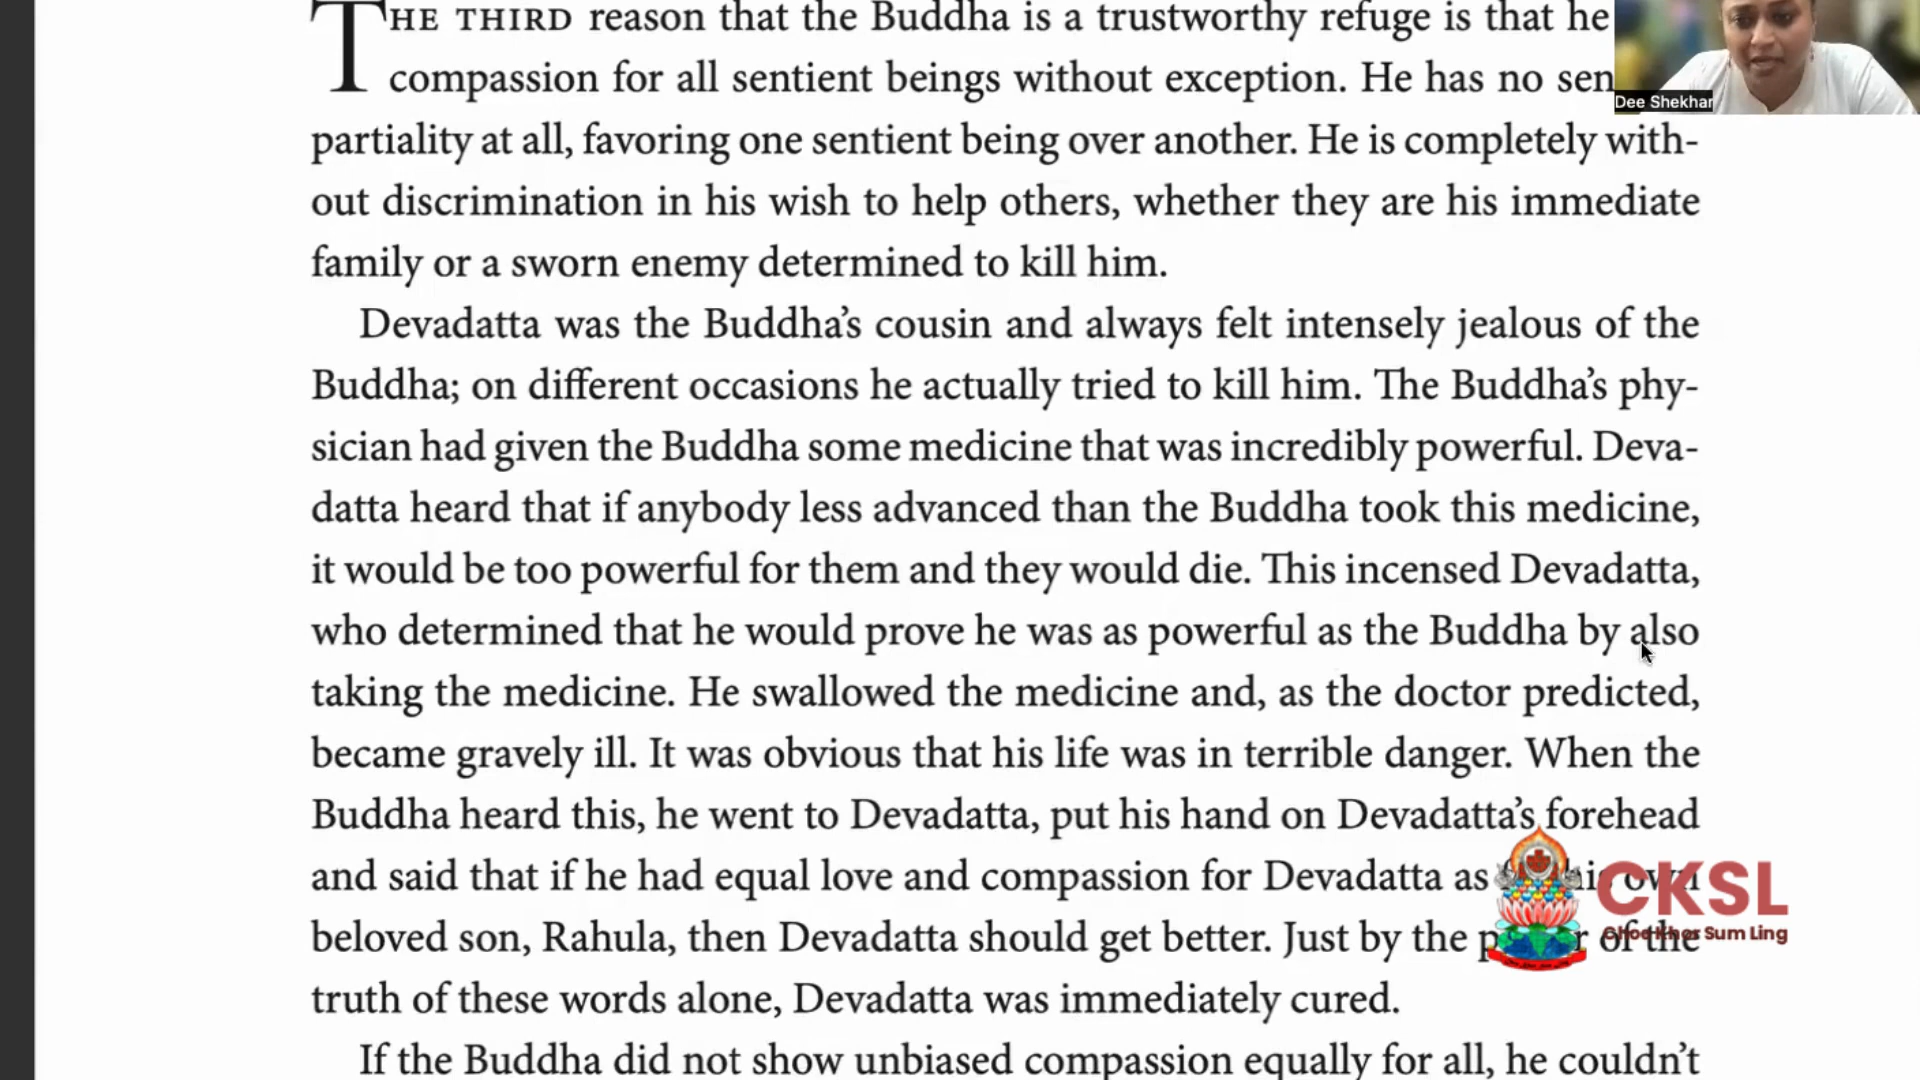 THE THIRD reason that the Buddha is a trustworthy refuge is that he
compassion for all sentient beings without exception. He has no
partiality at all, favoring one sentient being over another. He is completely with-
out discrimination in his wish to help others, whether they are his immediate
family or a sworn enemy determined to kill him.
Devadatta was the Buddha’s cousin and always felt intensely jealous of the
Buddha; on different occasions he actually tried to kill him. The Buddha’s phy-
sician had given the Buddha some medicine that was incredibly powerful. Deva-
datta heard that if anybody less advanced than the Buddha took this medicine,
it would be too powerful for them and they would die. This incensed Devadatta,
who determined that he would prove he was as powerful as the Buddha by also
taking the medicine. He swallowed the medicine and, as the doctor predicted,
became gravely ill. It was obvious that his life was in terrible danger. When the
Buddha heard this, he went to Devadatta, put his hand on Devadatta’s forehead
and said that if he had equal love and compassion for Devadatta as own
beloved son, Rahula, then Devadatta should get better. Just by the of the
truth of these words alone, Devadatta was immediately cured.
If the Buddha did not show unbiased compassion equally for all, he couldn’t
Dee Shekhar
CKSL
Choe Khor Sum Ling